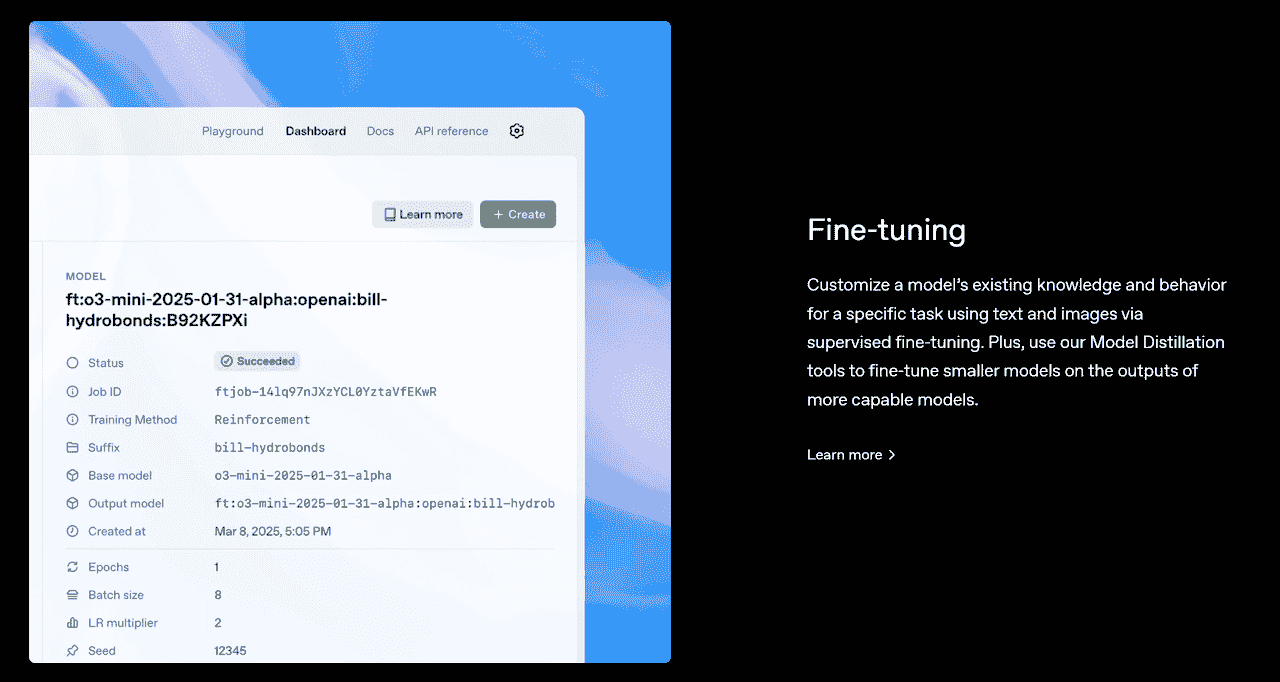 Playground Dashboard Docs API reference
Learn more + Create
MODEL
ft:o3-mini-2025-01-31-alpha:openai:bill-
hydrobonds:B92KZPXi
Status Succeeded
Job ID ftjob-14lq97nJXzYCL0YztaVfEKwR
Training Method Reinforcement
Suffix bill-hydrobonds
Base model o3-mini-2025-01-31-alpha
Output model ft:o3-mini-2025-01-31-alpha:openai:bill-hydrob
Created at Mar 8, 2025, 5:05 PM
Epochs 1
Batch size 8
LR multiplier 2
Seed 12345
Fine-tuning
Customize a model’s existing knowledge and behavior
for a specific task using text and images via
supervised fine-tuning. Plus, use our Model Distillation
tools to fine-tune smaller models on the outputs of
more capable models.
Learn more >